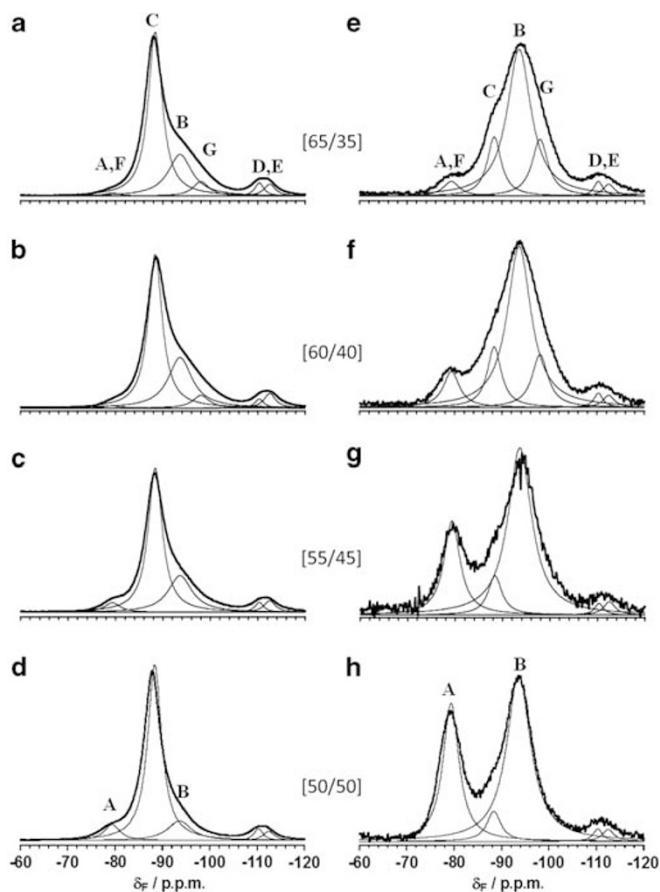 a
C
B
G
A,F
D,E
[65/35]
e
B
C
G
A,F
D,E
b
[60/40]
f
c
[55/45]
g
d
A
B
[50/50]
h
A
B
-60 -70 -80 -90 -100 -110 -120
δF / p.p.m.
-60 -70 -80 -90 -100 -110 -120
δF / p.p.m.